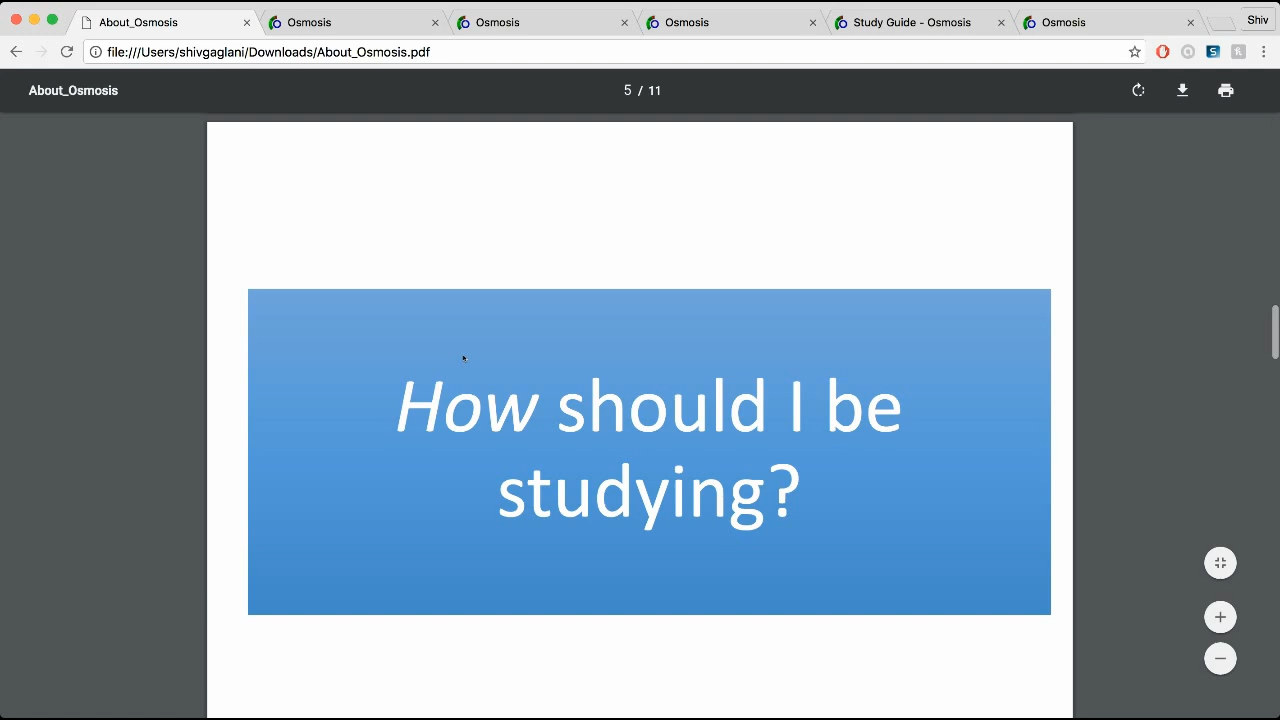 About_Osmosis
Osmosis
Osmosis
Osmosis
Study Guide - Osmosis
Osmosis
Shiv
file:///Users/shivgaglani/Downloads/About_Osmosis.pdf
About_Osmosis
5 / 11
How should I be
studying?